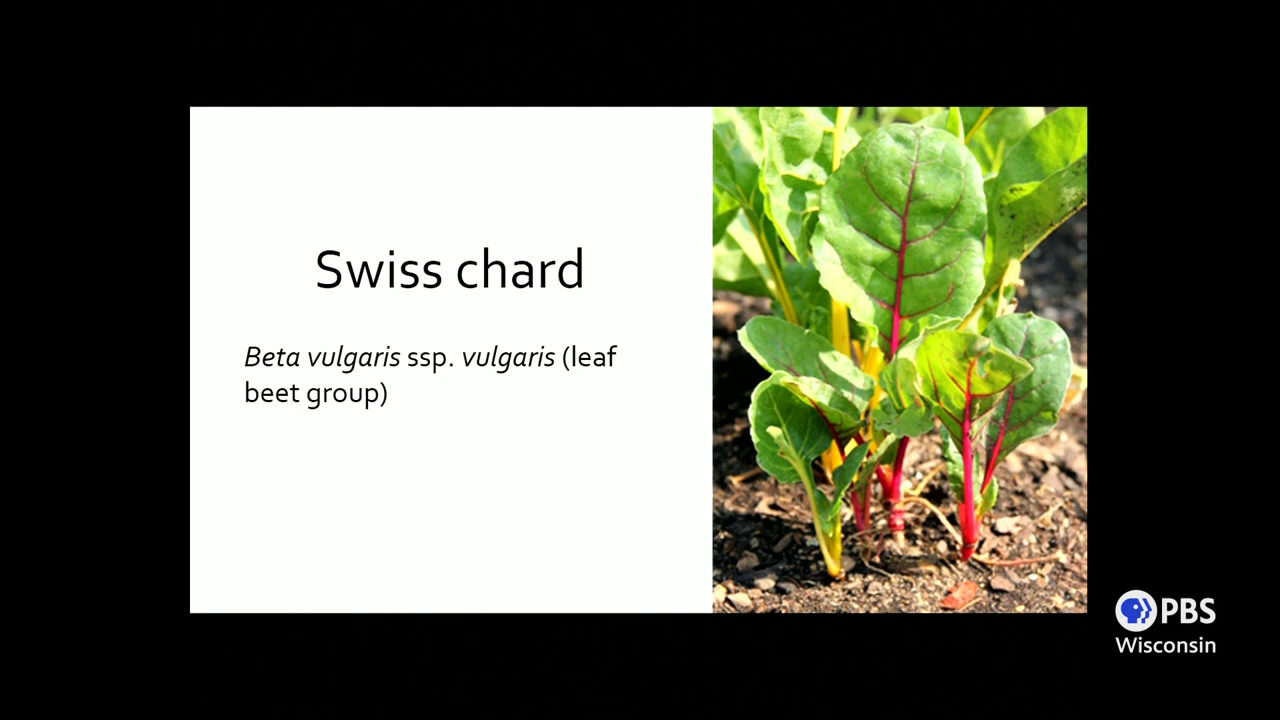 Swiss chard
Beta vulgaris ssp. vulgaris (leaf
beet group)
PBS
Wisconsin